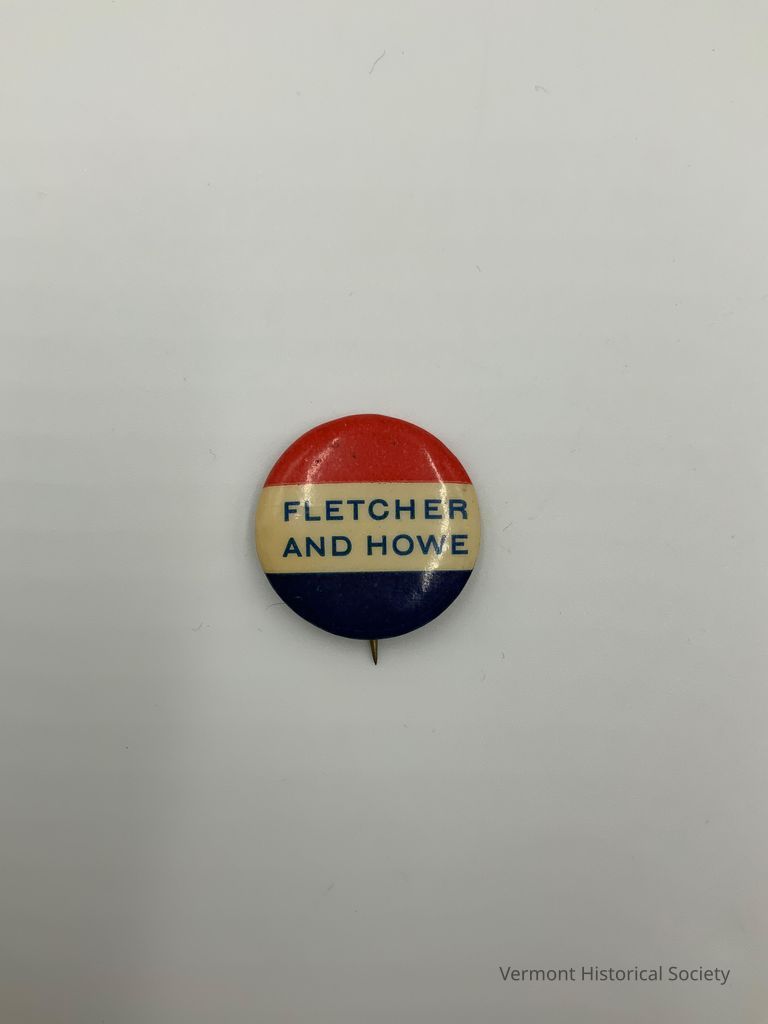 FLETCHER
AND HOWE
Vermont Historical Society